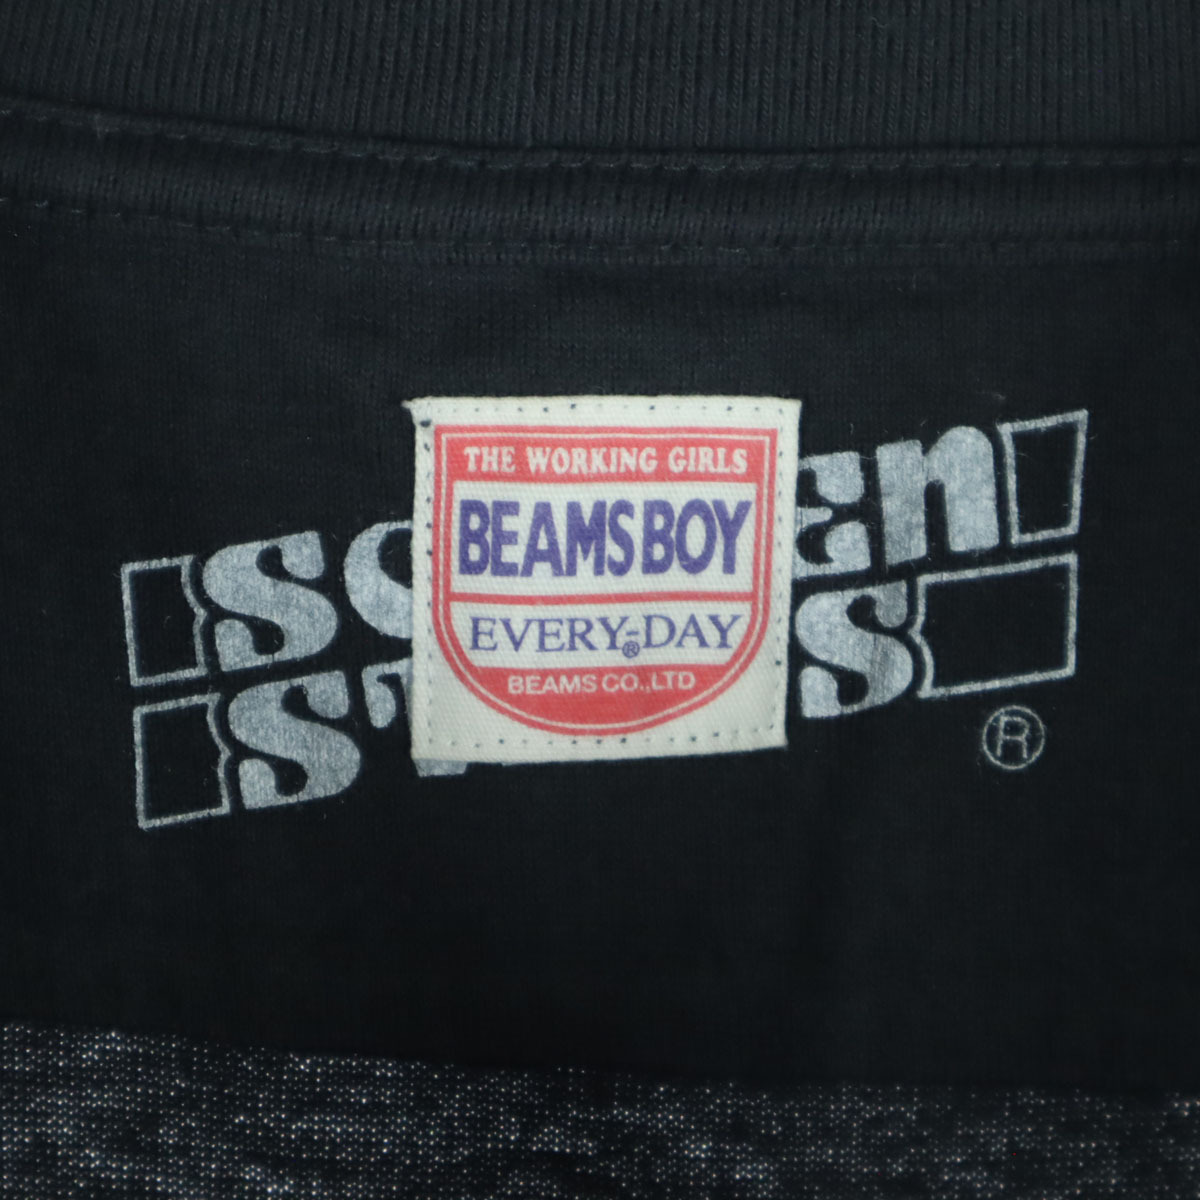 THE WORKING GIRLS
BEAMS BOY
EVERY-DAY
®
BEAMS CO.,LTD
®